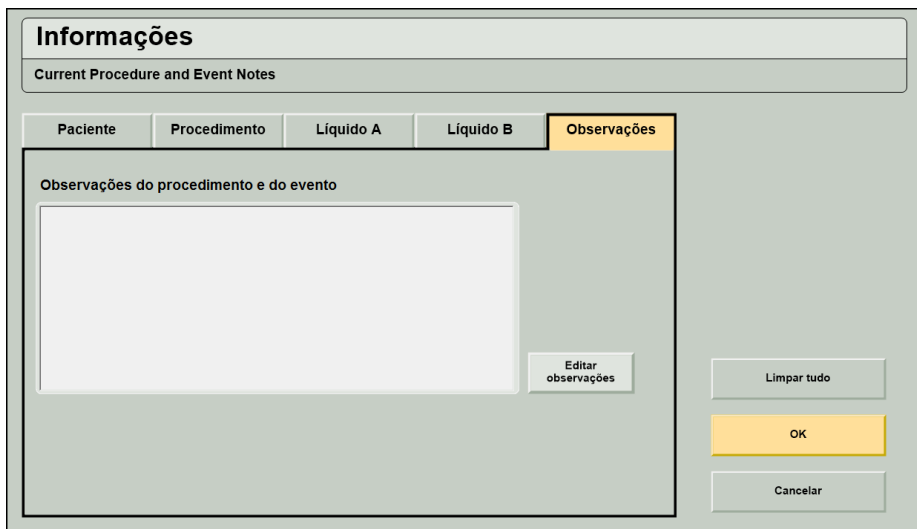 Informações
Current Procedure and Event Notes
Paciente
Procedimento
Líquido A
Líquido B
Observações
Observações do procedimento e do evento
Editar
observações
Limpar tudo
OK
Cancelar